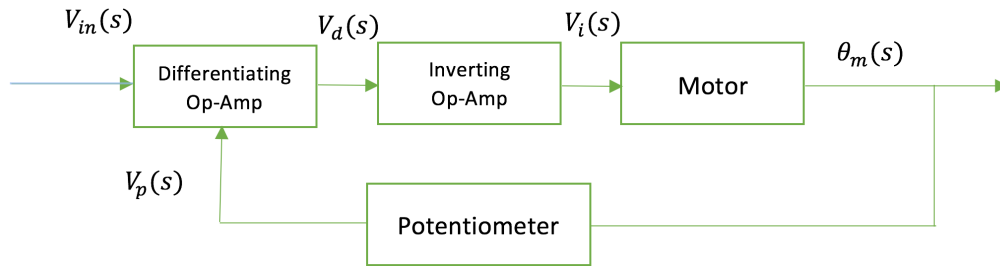 V_in(s)
V_d(s)
V_i(s)
θ_m(s)
Differentiating
Op-Amp
Inverting
Op-Amp
Motor
V_p(s)
Potentiometer